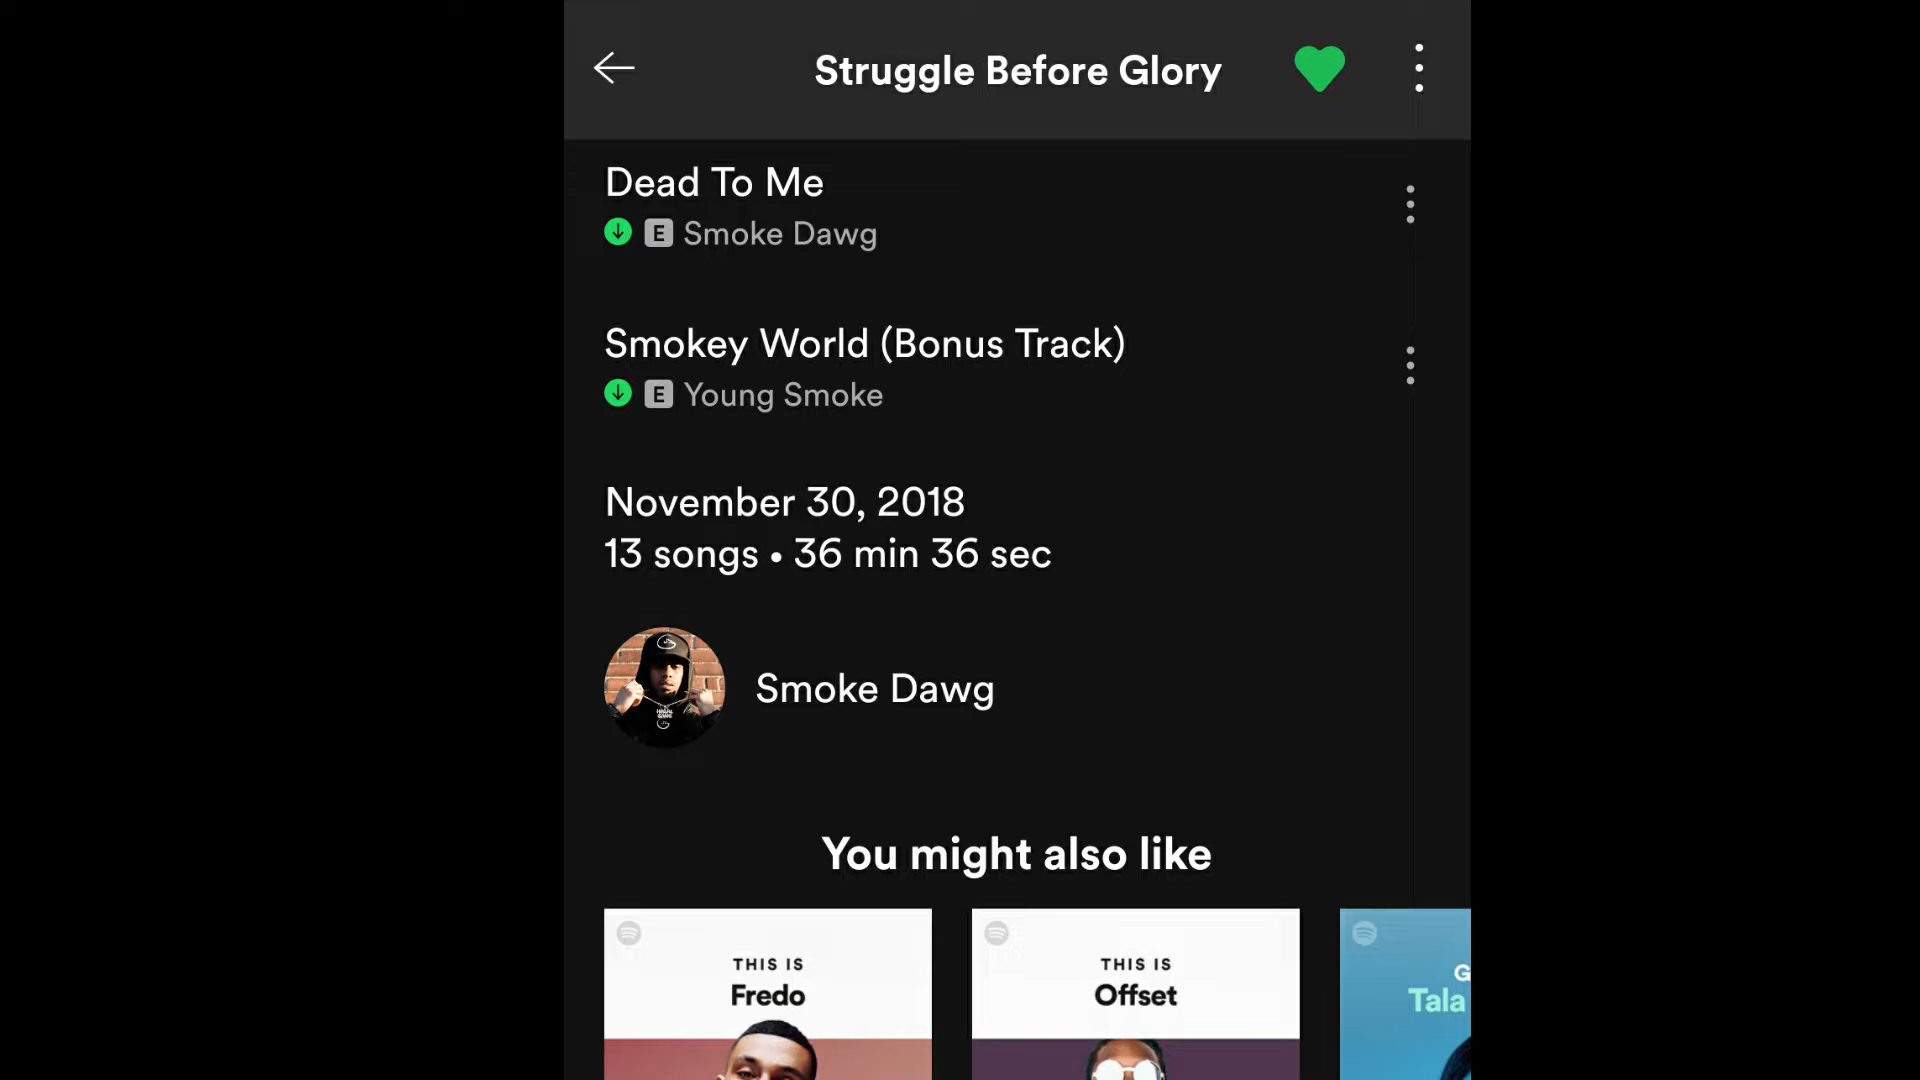 Struggle Before Glory
Dead To Me
E Smoke Dawg
Smokey World (Bonus Track)
E Young Smoke
November 30, 2018
13 songs • 36 min 36 sec
Smoke Dawg
You might also like
THIS IS
Fredo
THIS IS
Offset
G
Tala